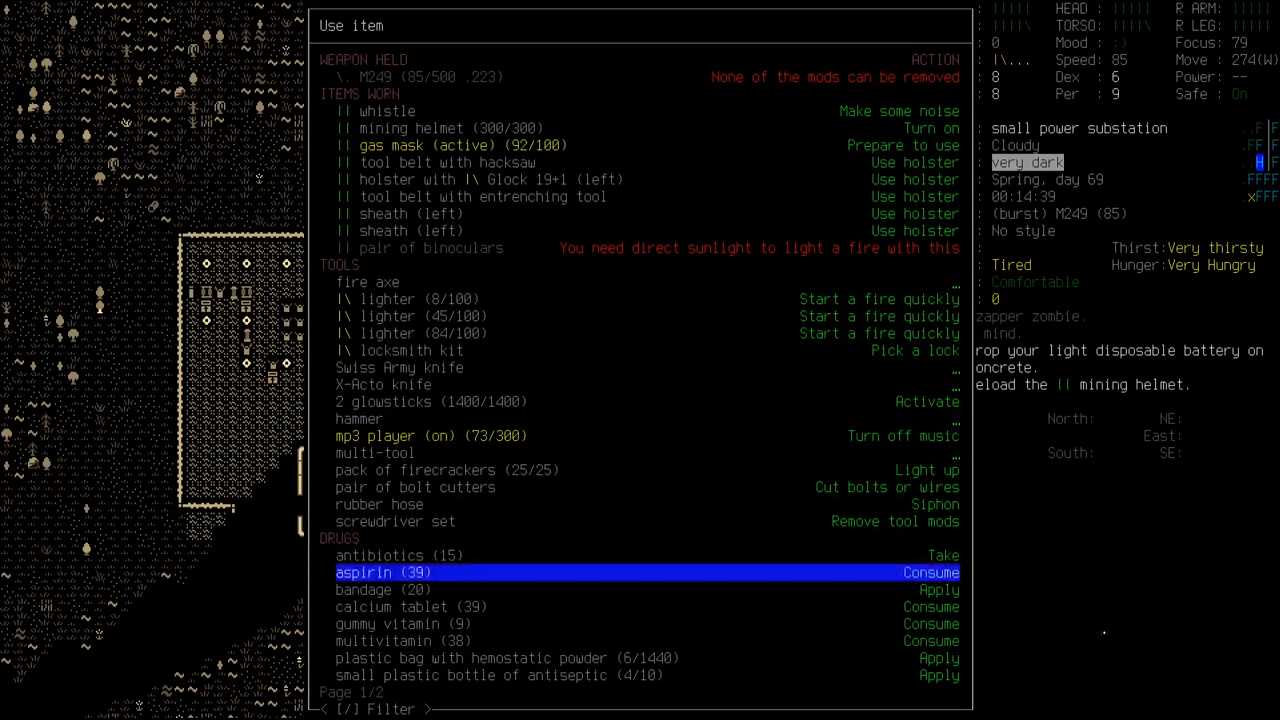 Use item
WEAPON HELD ACTION
\. M249 (85/500 .223) None of the mods can be removed
ITEMS WORN
|| whistle Make some noise
|| mining helmet (300/300) Turn on
|| gas mask (active) (92/100) Prepare to use
|| tool belt with hacksaw Use holster
|| holster with |\ Glock 19+1 (left) Use holster
|| tool belt with entrenching tool Use holster
|| sheath (left) Use holster
|| sheath (left) Use holster
|| pair of binoculars You need direct sunlight to light a fire with this
TOOLS
fire axe …
|\ lighter (8/100) Start a fire quickly
|\ lighter (45/100) Start a fire quickly
|\ lighter (84/100) Start a fire quickly
|\ locksmith kit Pick a lock
Swiss Army knife …
X-Acto knife …
2 glowsticks (1400/1400) Activate
hammer …
mp3 player (on) (73/300) Turn off music
multi-tool …
pack of firecrackers (25/25) Light up
pair of bolt cutters Cut bolts or wires
rubber hose Siphon
screwdriver set Remove tool mods
DRUGS
antibiotics (15) Take
aspirin (39) Consume
bandage (20) Apply
calcium tablet (39) Consume
gummy vitamin (9) Consume
multivitamin (38) Consume
plastic bag with hemostatic powder (6/1440) Apply
small plastic bottle of antiseptic (4/10) Apply
Page 1/2
< [/] Filter >
||||| HEAD : ||||| R ARM: |||||
||||\ TORSO: ||||\ R LEG: |||||
: 0 Mood : :) Focus: 79
: |\... Speed: 85 Move : 274(W)
: 8 Dex : 6 Power: --
: 8 Per : 9 Safe : On
: small power substation
: Cloudy
: very dark
: Spring, day 69
: 00:14:39
: (burst) M249 (85)
: No style
: Thirst:Very thirsty
: Tired Hunger:Very Hungry
: Comfortable
: 0
zapper zombie.
mind.
rop your light disposable battery on
oncrete.
eload the || mining helmet.
North: NE:
East:
South: SE: